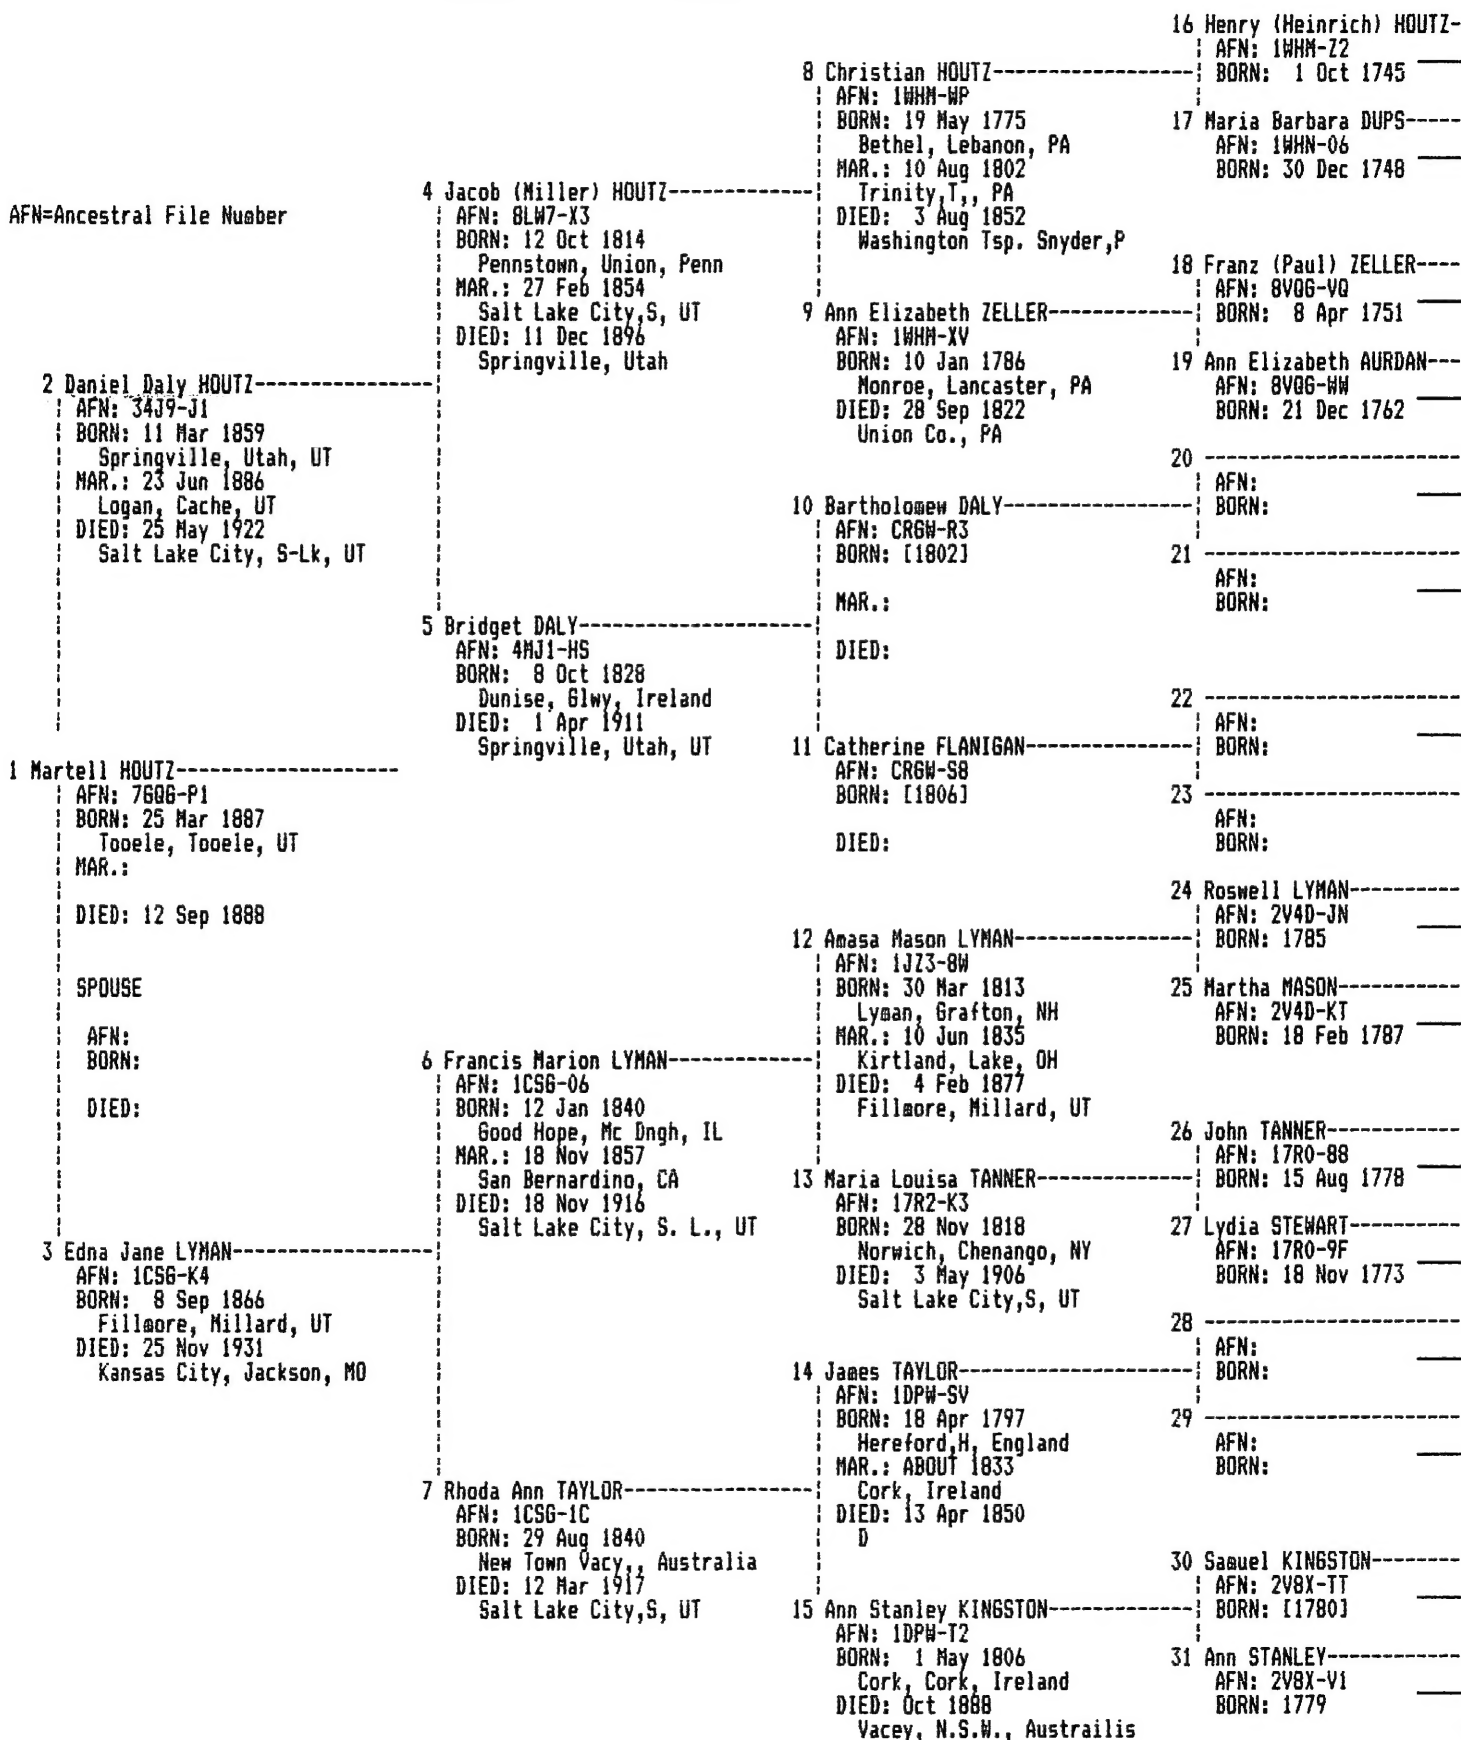 AFN=Ancestral File Number
1 Martell HOUTZ
AFN: 7GQG-P1
BORN: 25 Mar 1887
Tooele, Tooele, UT
MAR.:
DIED: 12 Sep 1888
SPOUSE
AFN:
BORN:
DIED:
2 Daniel Daly HOUTZ
AFN: 34J9-J1
BORN: 11 Mar 1859
Springville, Utah, UT
MAR.: 23 Jun 1886
Logan, Cache, UT
DIED: 25 May 1922
Salt Lake City, S-Lk, UT
3 Edna Jane LYMAN
AFN: 1CSG-K4
BORN: 8 Sep 1866
Fillmore, Millard, UT
DIED: 25 Nov 1931
Kansas City, Jackson, MO
4 Jacob (Miller) HOUTZ
AFN: 8LW7-X3
BORN: 12 Oct 1814
Pennstown, Union, Penn
MAR.: 27 Feb 1854
Salt Lake City,S, UT
DIED: 11 Dec 1896
Springville, Utah
5 Bridget DALY
AFN: 4MJ1-HS
BORN: 8 Oct 1828
Dunise, Glwy, Ireland
DIED: 1 Apr 1911
Springville, Utah, UT
6 Francis Marion LYMAN
AFN: 1CSG-06
BORN: 12 Jan 1840
Good Hope, Mc Dngh, IL
MAR.: 18 Nov 1857
San Bernardino, CA
DIED: 18 Nov 1916
Salt Lake City, S. L., UT
7 Rhoda Ann TAYLOR
AFN: 1CSG-1C
BORN: 29 Aug 1840
New Town Vacy,, Australia
DIED: 12 Mar 1917
Salt Lake City,S, UT
8 Christian HOUTZ
AFN: 1WHM-WP
BORN: 19 May 1775
Bethel, Lebanon, PA
MAR.: 10 Aug 1802
Trinity,T,, PA
DIED: 3 Aug 1852
Washington Tsp. Snyder,P
9 Ann Elizabeth ZELLER
AFN: 1WHM-XV
BORN: 10 Jan 1786
Monroe, Lancaster, PA
DIED: 28 Sep 1822
Union Co., PA
10 Bartholomew DALY
AFN: CRGW-R3
BORN: [1802]
MAR.:
DIED:
11 Catherine FLANIGAN
AFN: CRGW-S8
BORN: [1806]
DIED:
12 Amasa Mason LYMAN
AFN: 1JZ3-8W
BORN: 30 Mar 1813
Lyman, Grafton, NH
MAR.: 10 Jun 1835
Kirtland, Lake, OH
DIED: 4 Feb 1877
Fillmore, Millard, UT
13 Maria Louisa TANNER
AFN: 17R2-K3
BORN: 28 Nov 1818
Norwich, Chenango, NY
DIED: 3 May 1906
Salt Lake City,S, UT
14 James TAYLOR
AFN: 1DPW-SV
BORN: 18 Apr 1797
Hereford,H, England
MAR.: ABOUT 1833
Cork, Ireland
DIED: 13 Apr 1850
D
15 Ann Stanley KINGSTON
AFN: 1DPW-T2
BORN: 1 May 1806
Cork, Cork, Ireland
DIED: Oct 1888
Vacey, N.S.W., Austrailis
16 Henry (Heinrich) HOUTZ
AFN: 1WHM-Z2
BORN: 1 Oct 1745
17 Maria Barbara DUPS
AFN: 1WHN-06
BORN: 30 Dec 1748
18 Franz (Paul) ZELLER
AFN: 8VQG-VQ
BORN: 8 Apr 1751
19 Ann Elizabeth AURDAN
AFN: 8VQG-WW
BORN: 21 Dec 1762
20
AFN:
BORN:
21
AFN:
BORN:
22
AFN:
BORN:
23
AFN:
BORN:
24 Roswell LYMAN
AFN: 2V4D-JN
BORN: 1785
25 Martha MASON
AFN: 2V4D-KT
BORN: 18 Feb 1787
26 John TANNER
AFN: 17R0-88
BORN: 15 Aug 1778
27 Lydia STEWART
AFN: 17R0-9F
BORN: 18 Nov 1773
28
AFN:
BORN:
29
AFN:
BORN:
30 Samuel KINGSTON
AFN: 2V8X-TT
BORN: [1780]
31 Ann STANLEY
AFN: 2V8X-V1
BORN: 1779